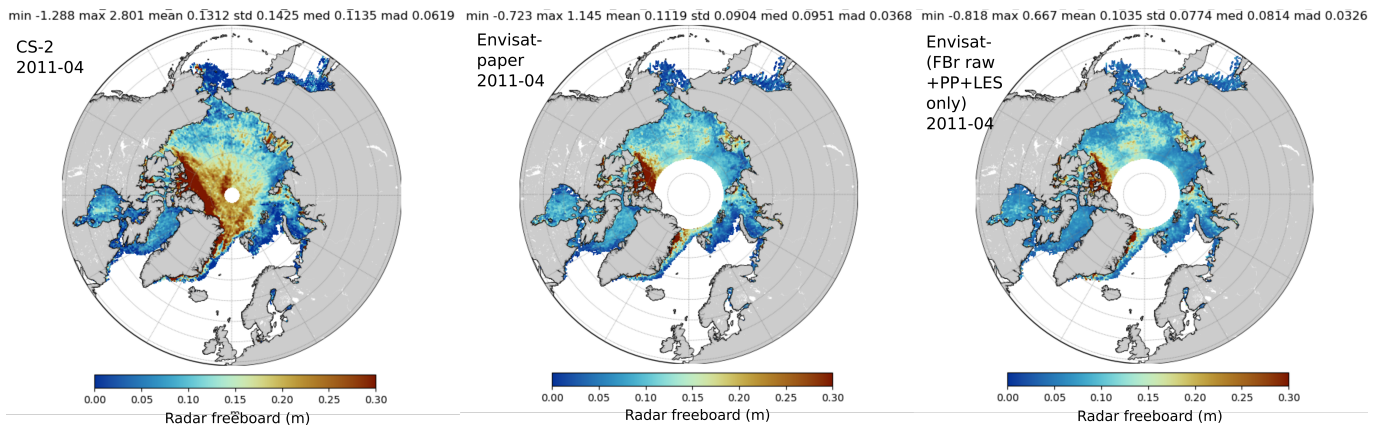 min -1.288 max 2.801 mean 0.1312 std 0.1425 med 0.1135 mad 0.0619
CS-2
2011-04
0.00 0.05 0.10 0.15 0.20 0.25 0.30
Radar freeboard (m)
min -0.723 max 1.145 mean 0.1119 std 0.0904 med 0.0951 mad 0.0368
Envisat-
paper
2011-04
0.00 0.05 0.10 0.15 0.20 0.25 0.30
Radar freeboard (m)
min -0.818 max 0.667 mean 0.1035 std 0.0774 med 0.0814 mad 0.0326
Envisat-
(FBr raw
+PP+LES
only)
2011-04
0.00 0.05 0.10 0.15 0.20 0.25 0.30
Radar freeboard (m)